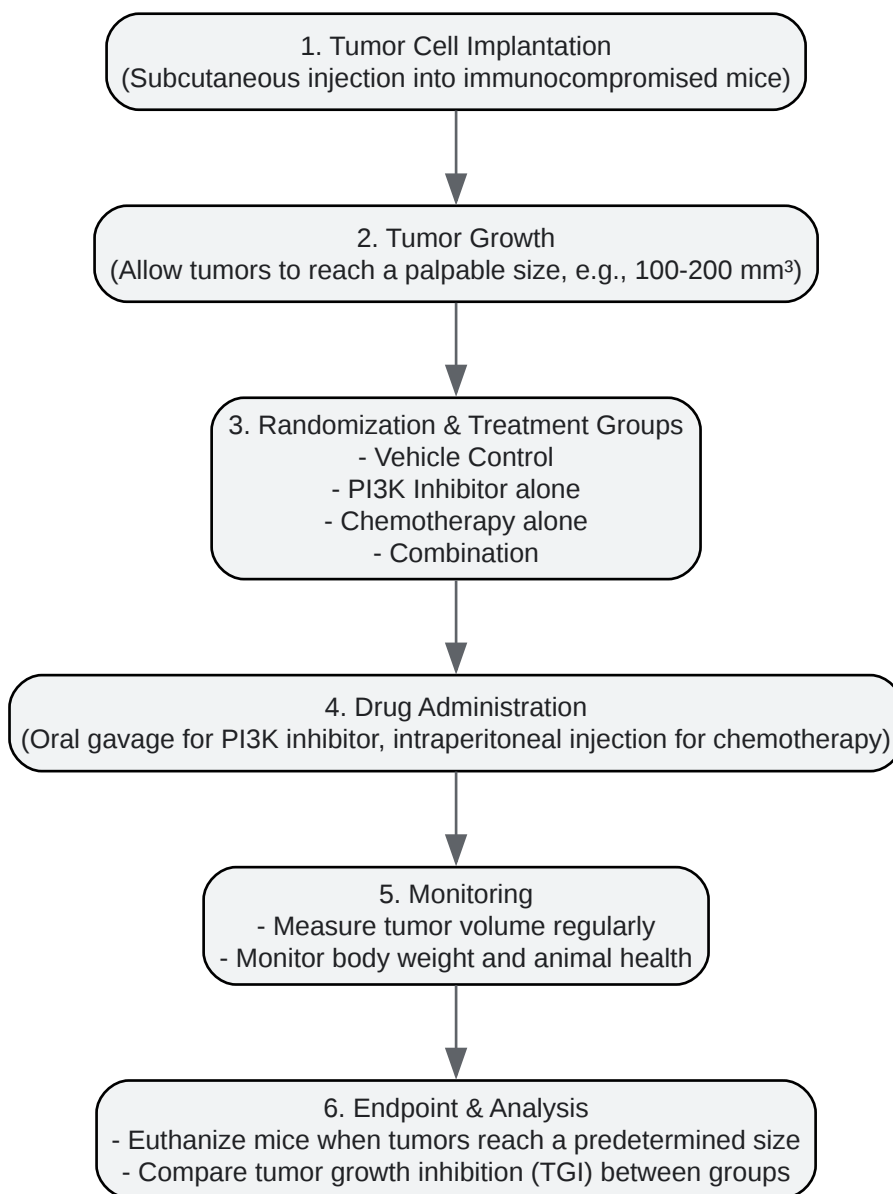 1. Tumor Cell Implantation
(Subcutaneous injection into immunocompromised mice)
2. Tumor Growth
(Allow tumors to reach a palpable size, e.g., 100-200 mm³)
3. Randomization & Treatment Groups
- Vehicle Control
- PI3K Inhibitor alone
- Chemotherapy alone
- Combination
4. Drug Administration
(Oral gavage for PI3K inhibitor, intraperitoneal injection for chemotherapy)
5. Monitoring
- Measure tumor volume regularly
- Monitor body weight and animal health
6. Endpoint & Analysis
- Euthanize mice when tumors reach a predetermined size
- Compare tumor growth inhibition (TGI) between groups